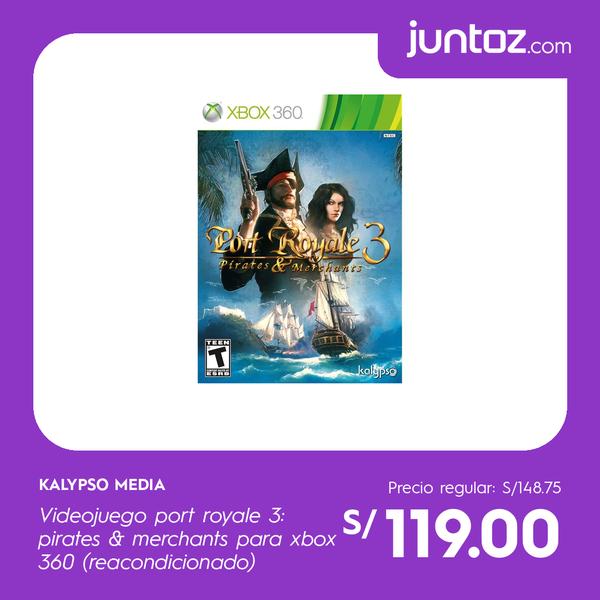 juntoz.com
XBOX 360
NTSC
Port Royale 3
Pirates & Merchants
TEEN
T
ESRB
kalypso
KALYPSO MEDIA
Videojuego port royale 3:
pirates & merchants para xbox
360 (reacondicionado)
Precio regular: S/148.75
S/119.00